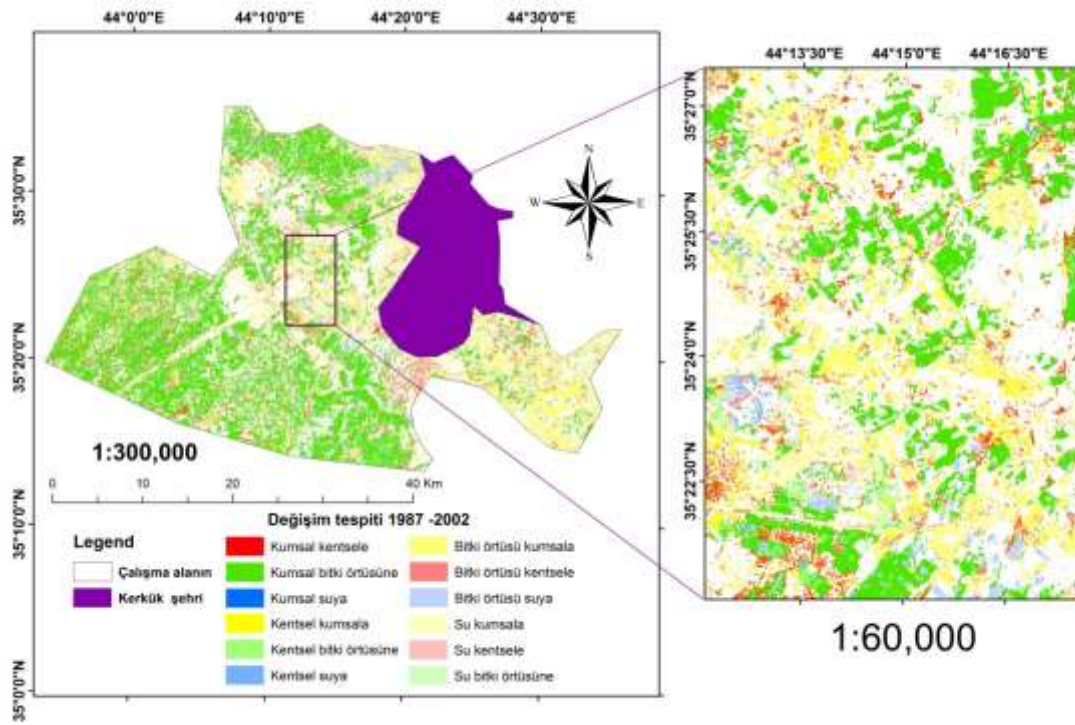 44°0'0"E 44°10'0"E 44°20'0"E 44°30'0"E
44°13'30"E 44°15'0"E 44°16'30"E
35°30'0"N
35°20'0"N
35°10'0"N
35°0'0"N
35°27'0"N
35°25'30"N
35°24'0"N
35°22'30"N
N
W E
S
1:300,000
0 10 20 40 Km
Değişim tespiti 1987 -2002
Legend
Çalışma alanın
Kerkük şehri
Kumsal kentsele
Kumsal bitki örtüsüne
Kumsal suya
Kentsel kumsala
Kentsel bitki örtüsüne
Kentsel suya
Bitki örtüsü kumsala
Bitki örtüsü kentsele
Bitki örtüsü suya
Su kumsala
Su kentsele
Su bitki örtüsüne
1:60,000